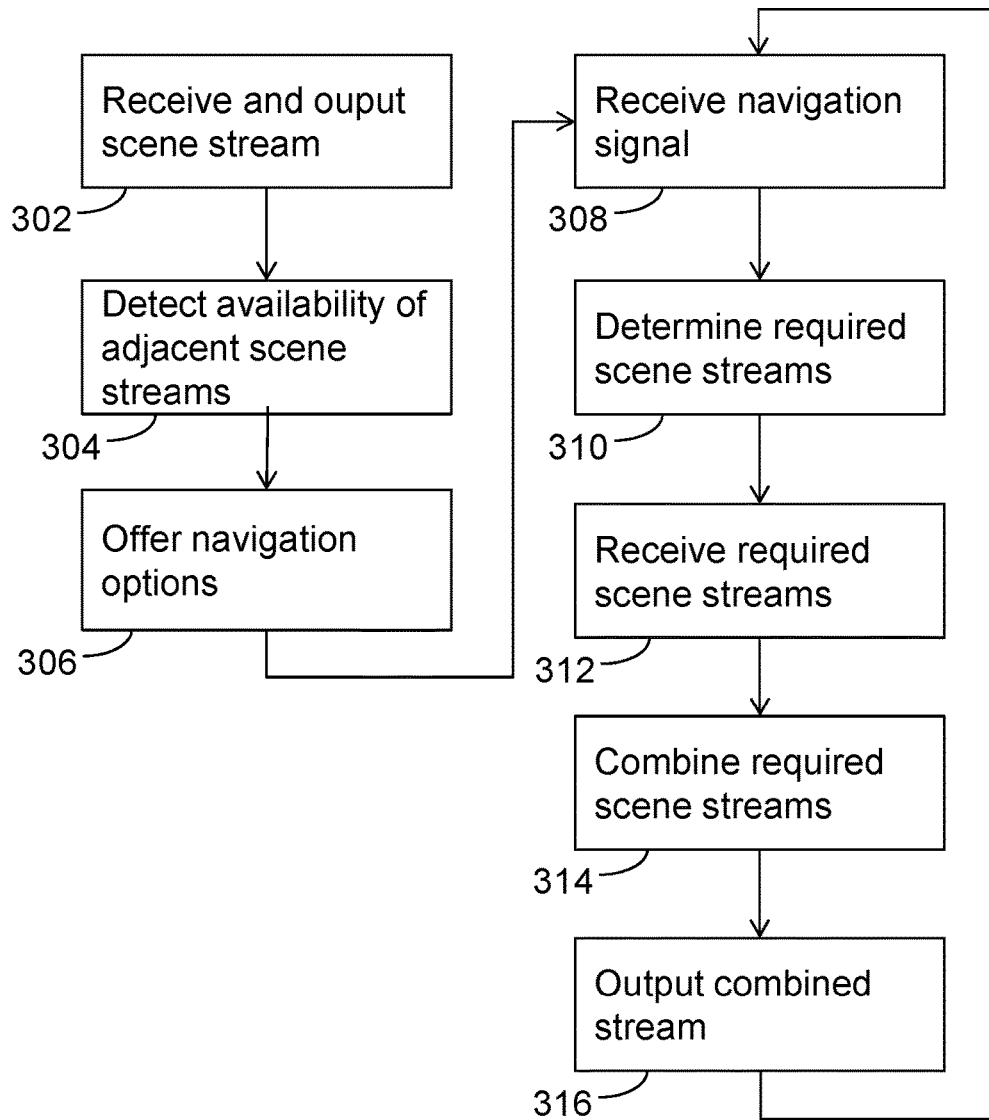 Receive and ouput
scene stream
302
Detect availability of
adjacent scene
streams
304
Offer navigation
options
306
Receive navigation
signal
308
Determine required
scene streams
310
Receive required
scene streams
312
Combine required
scene streams
314
Output combined
stream
316